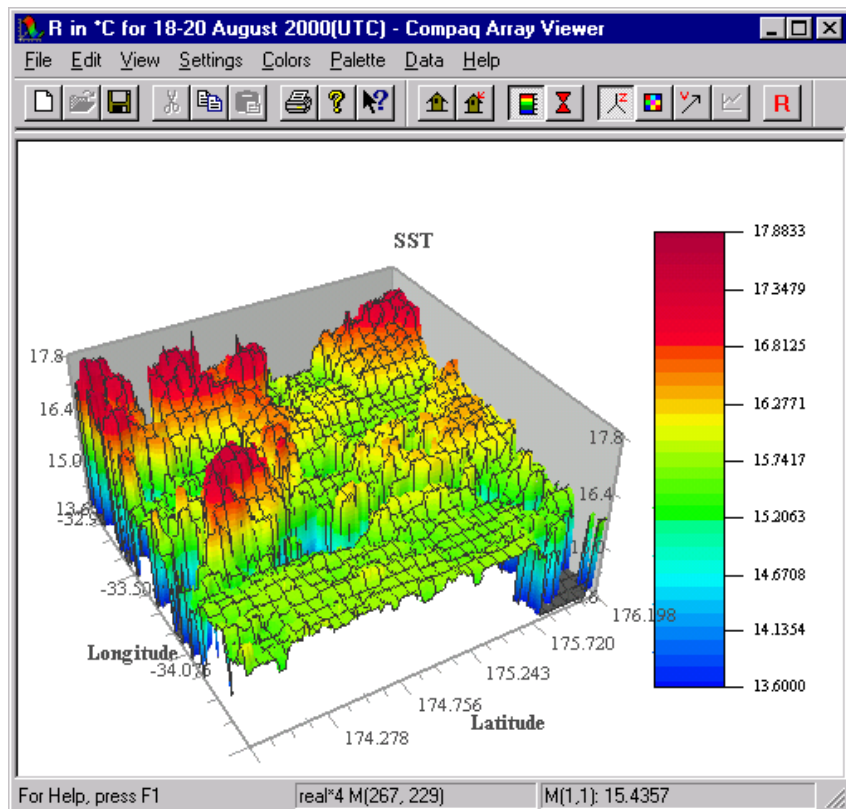 R in °C for 18-20 August 2000(UTC) - Compaq Array Viewer
File Edit View Settings Colors Palette Data Help
R
SST
17.8833
17.3479
16.8125
16.2771
15.7417
15.2063
14.6708
14.1354
13.6000
17.8
16.4
15.0
-33.50
-34.076
Longitude
17.8
16.4
176.198
175.720
175.243
174.756
174.278
Latitude
For Help, press F1
real*4 M(267, 229)
M(1,1): 15.4357